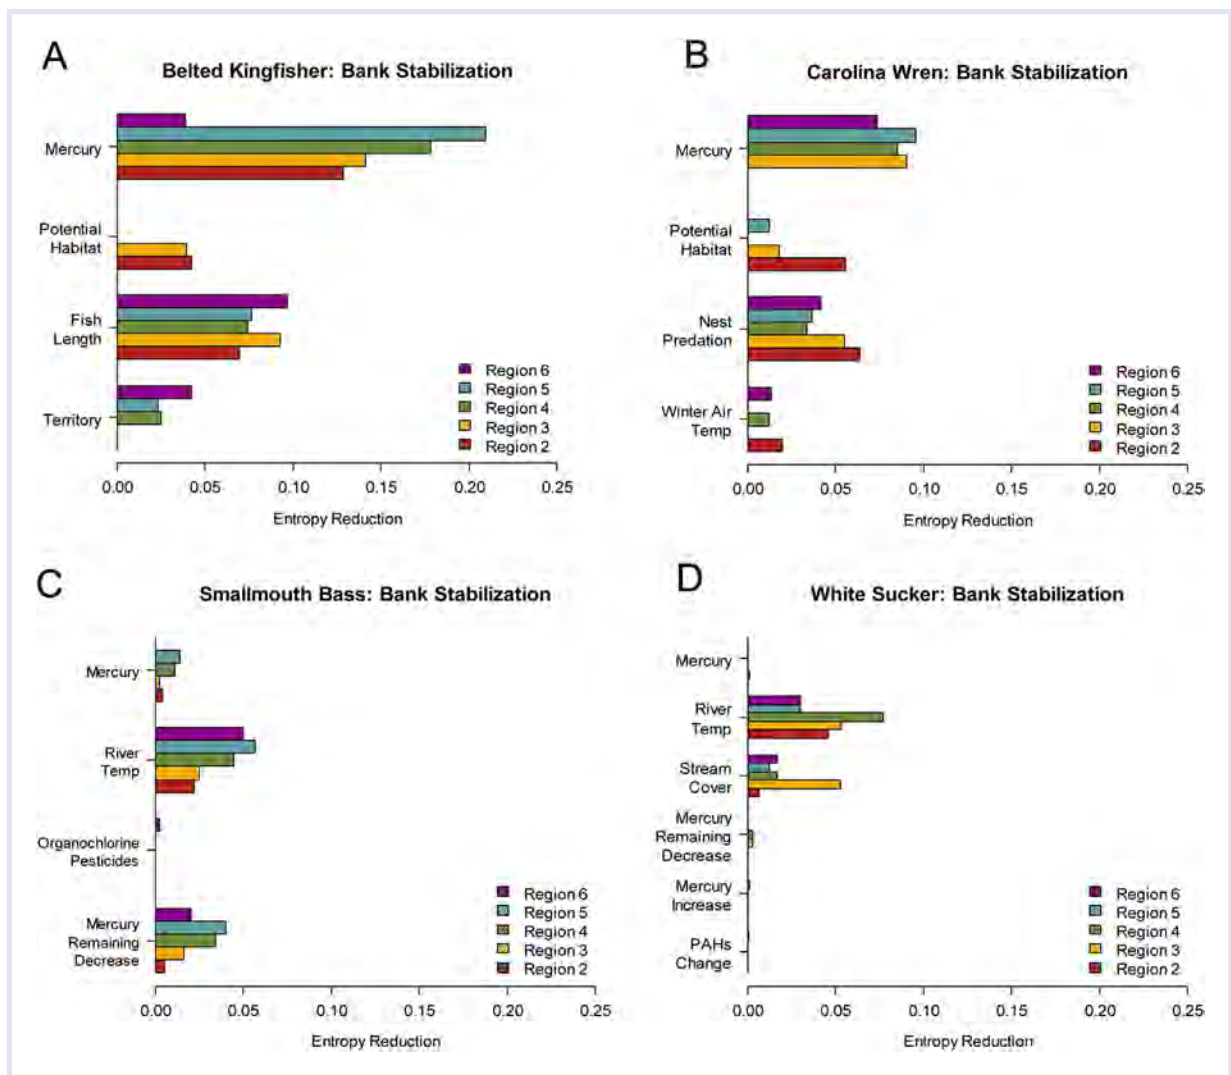 A
Belted Kingfisher: Bank Stabilization
Mercury
Potential
Habitat
Fish
Length
Territory
Region 6
Region 5
Region 4
Region 3
Region 2
0.00 0.05 0.10 0.15 0.20 0.25
Entropy Reduction
B
Carolina Wren: Bank Stabilization
Mercury
Potential
Habitat
Nest
Predation
Winter Air
Temp
Region 6
Region 5
Region 4
Region 3
Region 2
0.00 0.05 0.10 0.15 0.20 0.25
Entropy Reduction
C
Smallmouth Bass: Bank Stabilization
Mercury
River
Temp
Organochlorine
Pesticides
Mercury
Remaining
Decrease
Region 6
Region 5
Region 4
Region 3
Region 2
0.00 0.05 0.10 0.15 0.20 0.25
Entropy Reduction
D
White Sucker: Bank Stabilization
Mercury
River
Temp
Stream
Cover
Mercury
Remaining
Decrease
Mercury
Increase
PAHs
Change
Region 6
Region 5
Region 4
Region 3
Region 2
0.00 0.05 0.10 0.15 0.20 0.25
Entropy Reduction